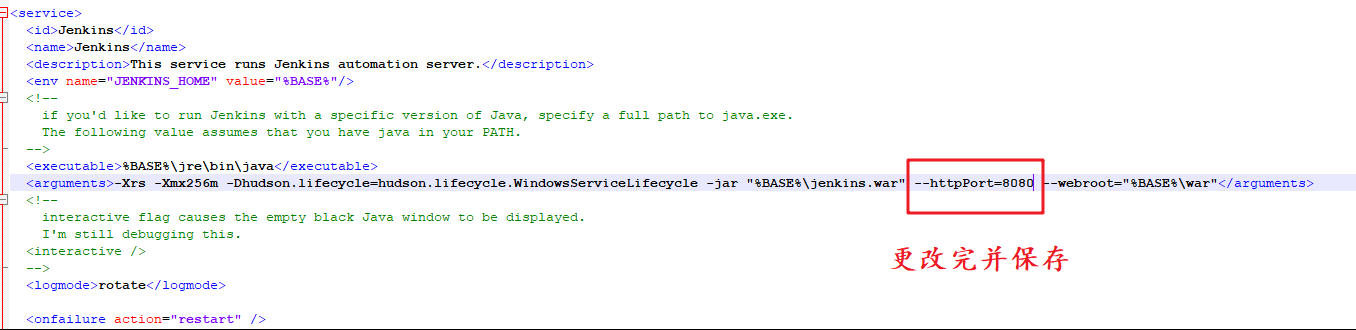 <service>
<id>Jenkins</id>
<name>Jenkins</name>
<description>This service runs Jenkins automation server.</description>
<env name="JENKINS_HOME" value="%BASE%"/>
<!--
if you'd like to run Jenkins with a specific version of Java, specify a full path to java.exe.
The following value assumes that you have java in your PATH.
-->
<executable>%BASE%\jre\bin\java</executable>
<arguments>-Xrs -Xmx256m -Dhudson.lifecycle=hudson.lifecycle.WindowsServiceLifecycle -jar "%BASE%\jenkins.war" --httpPort=8080 --webroot="%BASE%\war"</arguments>
<!--
interactive flag causes the empty black Java window to be displayed.
I'm still debugging this.
<interactive />
-->
<logmode>rotate</logmode>
<onfailure action="restart" />
更改完并保存